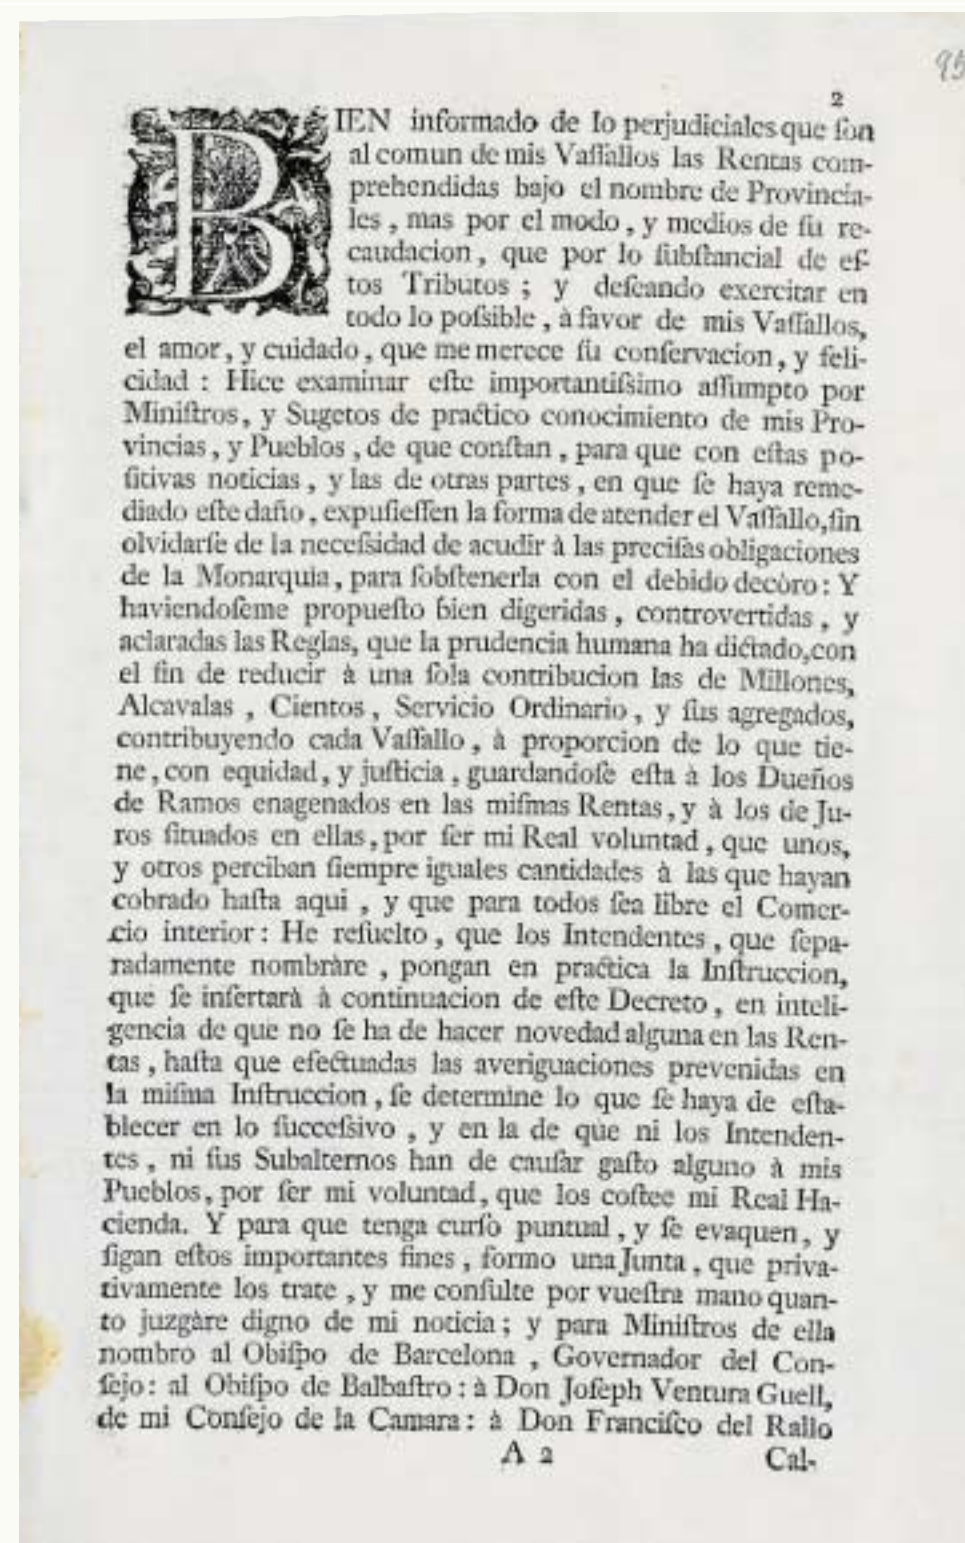 95
2
BIEN informado de lo perjudiciales que ſon
al comun de mis Vaſſallos las Rentas com-
prehendidas bajo el nombre de Provincia-
les, mas por el modo, y medios de ſu re-
caudacion, que por lo ſubſtancial de eſ-
tos Tributos; y deſeando exercitar en
todo lo poſsible, à favor de mis Vaſſallos,
el amor, y cuidado, que me merece ſu conſervacion, y feli-
cidad: Hice examinar eſte importantiſsimo aſſumpto por
Miniſtros, y Sugetos de practico conocimiento de mis Pro-
vincias, y Pueblos, de que conſtan, para que con eſtas po-
ſitivas noticias, y las de otras partes, en que ſe haya reme-
diado eſte daño, expuſieſſen la forma de atender el Vaſſallo, ſin
olvidarſe de la neceſsidad de acudir à las preciſas obligaciones
de la Monarquia, para ſobſtenerla con el debido decòro: Y
haviendoſeme propueſto bien digeridas, controvertidas, y
aclaradas las Reglas, que la prudencia humana ha dictado, con
el fin de reducir à una ſola contribucion las de Millones,
Alcavalas, Cientos, Servicio Ordinario, y ſus agregados,
contribuyendo cada Vaſſallo, à proporcion de lo que tie-
ne, con equidad, y juſticia, guardandoſe eſta à los Dueños
de Ramos enagenados en las miſmas Rentas, y à los de Ju-
ros ſituados en ellas, por ſer mi Real voluntad, que unos,
y otros perciban ſiempre iguales cantidades à las que hayan
cobrado haſta aqui, y que para todos ſea libre el Comer-
cio interior: He reſuelto, que los Intendentes, que ſepa-
radamente nombràre, pongan en practica la Inſtruccion,
que ſe inſertarà à continuacion de eſte Decreto, en inteli-
gencia de que no ſe ha de hacer novedad alguna en las Ren-
tas, haſta que efectuadas las averiguaciones prevenidas en
la miſma Inſtruccion, ſe determine lo que ſe haya de eſta-
blecer en lo ſucceſsivo, y en la de que ni los Intenden-
tes, ni ſus Subalternos han de cauſar gaſto alguno à mis
Pueblos, por ſer mi voluntad, que los coſtee mi Real Ha-
cienda. Y para que tenga curſo puntual, y ſe evaquen, y
ſigan eſtos importantes fines, formo una Junta, que priva-
tivamente los trate, y me conſulte por vueſtra mano quan-
to juzgàre digno de mi noticia; y para Miniſtros de ella
nombro al Obiſpo de Barcelona, Governador del Con-
ſejo: al Obiſpo de Balbaſtro: à Don Joſeph Ventura Guell,
de mi Conſejo de la Camara: à Don Franciſco del Rallo
A 2
Cal-